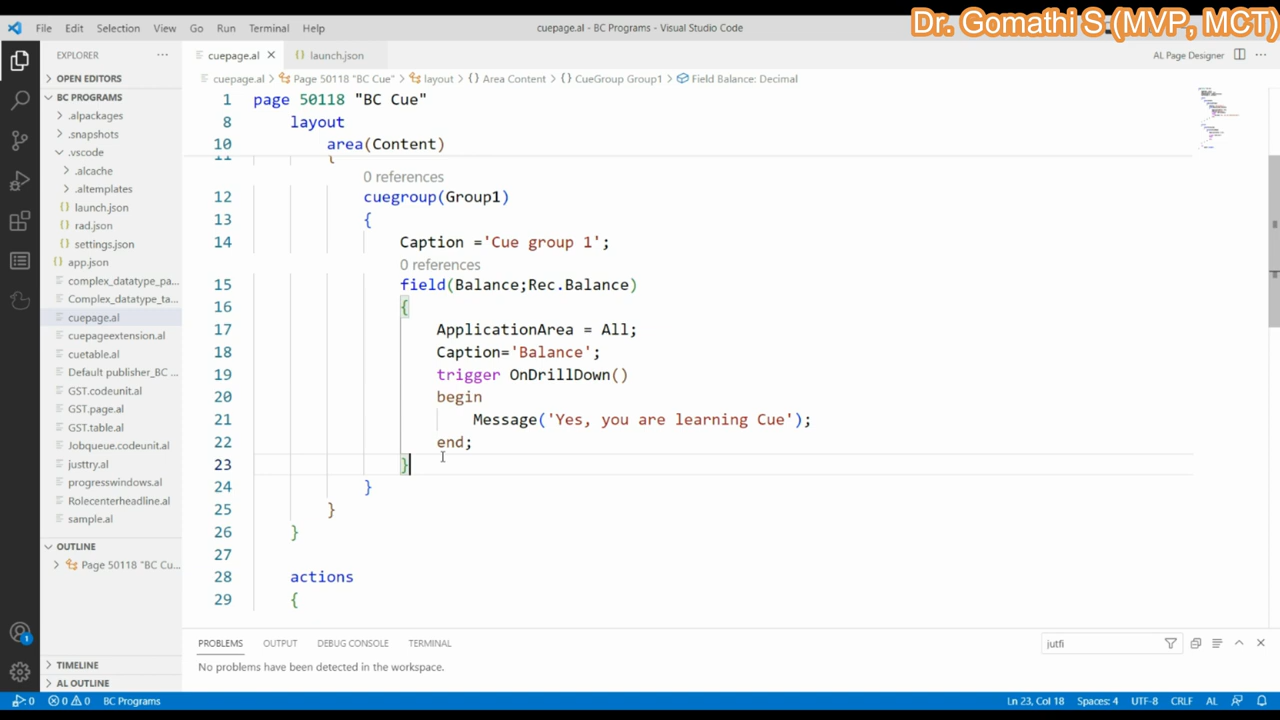 Dr. Gomathi S (MVP, MCT)
File Edit Selection View Go Run Terminal Help
cuepage.al - BC Programs - Visual Studio Code
EXPLORER
cuepage.al
launch.json
AL Page Designer
OPEN EDITORS
cuepage.al > Page 50118 "BC Cue" > layout > Area Content > CueGroup Group1 > Field Balance: Decimal
BC PROGRAMS
.alpackages
.snapshots
.vscode
.alcache
.altemplates
launch.json
rad.json
settings.json
app.json
complex_datatype_pa...
Complex_datatype_ta...
cuepage.al
cuepageextension.al
cuetable.al
Default publisher_BC ...
GST.codeunit.al
GST.page.al
GST.table.al
Jobqueue.codeunit.al
justtry.al
progresswindows.al
Rolecenterheadline.al
sample.al
OUTLINE
Page 50118 "BC Cu...
TIMELINE
AL OUTLINE
1 page 50118 "BC Cue"
8 layout
10 area(Content)
11 {
0 references
12 cuegroup(Group1)
13 {
14 Caption ='Cue group 1';
0 references
15 field(Balance;Rec.Balance)
16 {
17 ApplicationArea = All;
18 Caption='Balance';
19 trigger OnDrillDown()
20 begin
21 Message('Yes, you are learning Cue');
22 end;
23 }
24 }
25 }
26 }
27
28 actions
29 {
PROBLEMS OUTPUT DEBUG CONSOLE TERMINAL
jutfi
No problems have been detected in the workspace.
1
0 0 0 BC Programs
Ln 23, Col 18 Spaces: 4 UTF-8 CRLF AL